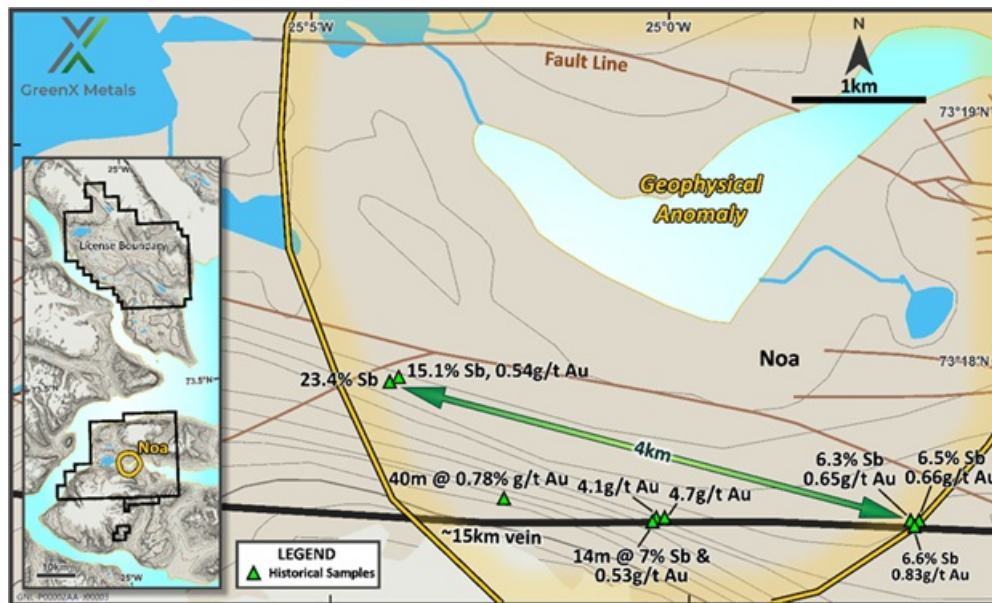 GreenX Metals
25°5'W
25°0'W
N
1km
Fault Line
73°19'N
Geophysical
Anomaly
25°W
License Boundary
73.5°N
73.5°N
Noa
10km
25°W
Noa
73°18'N
23.4% Sb
15.1% Sb, 0.54g/t Au
4km
40m @ 0.78% g/t Au
4.1g/t Au
4.7g/t Au
6.3% Sb
0.65g/t Au
6.5% Sb
0.66g/t Au
~15km vein
14m @ 7% Sb &
0.53g/t Au
6.6% Sb
0.83g/t Au
LEGEND
Historical Samples